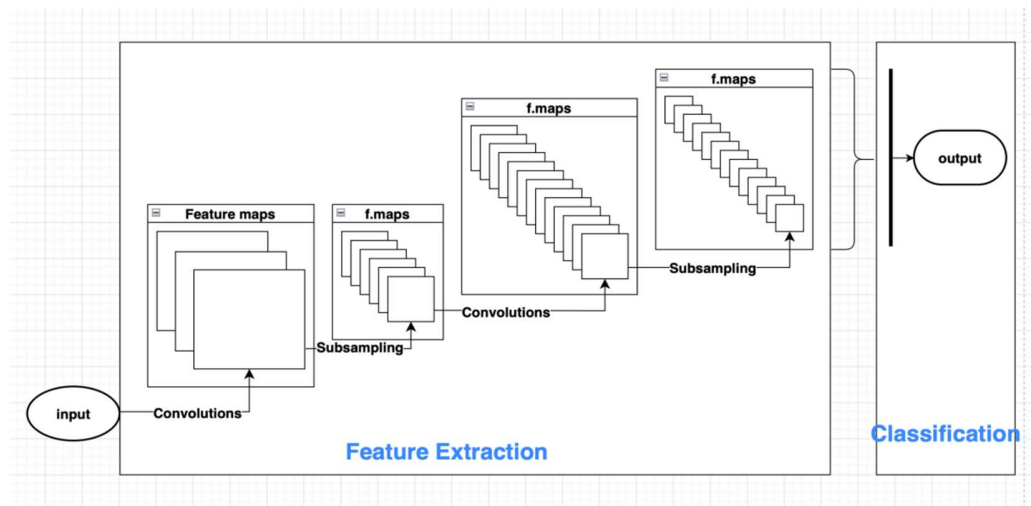 f.maps
f.maps
Feature maps
f.maps
output
Subsampling
Convolutions
Subsampling
input
Convolutions
Feature Extraction
Classification